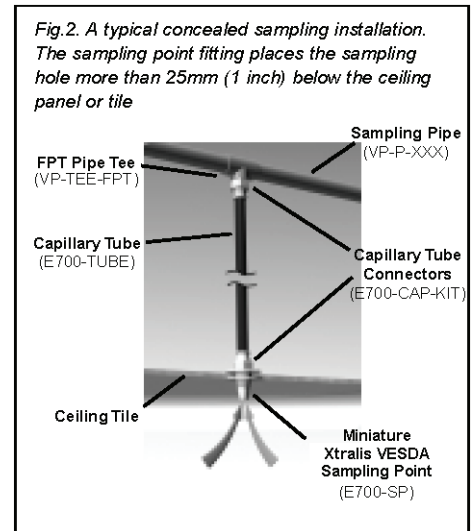 Fig.2. A typical concealed sampling installation.
The sampling point fitting places the sampling
hole more than 25mm (1 inch) below the ceiling
panel or tile
Sampling Pipe
(VP-P-XXX)
FPT Pipe Tee
(VP-TEE-FPT)
Capillary Tube
(E700-TUBE)
Capillary Tube
Connectors
(E700-CAP-KIT)
Ceiling Tile
Miniature
Xtralis VESDA
Sampling Point
(E700-SP)